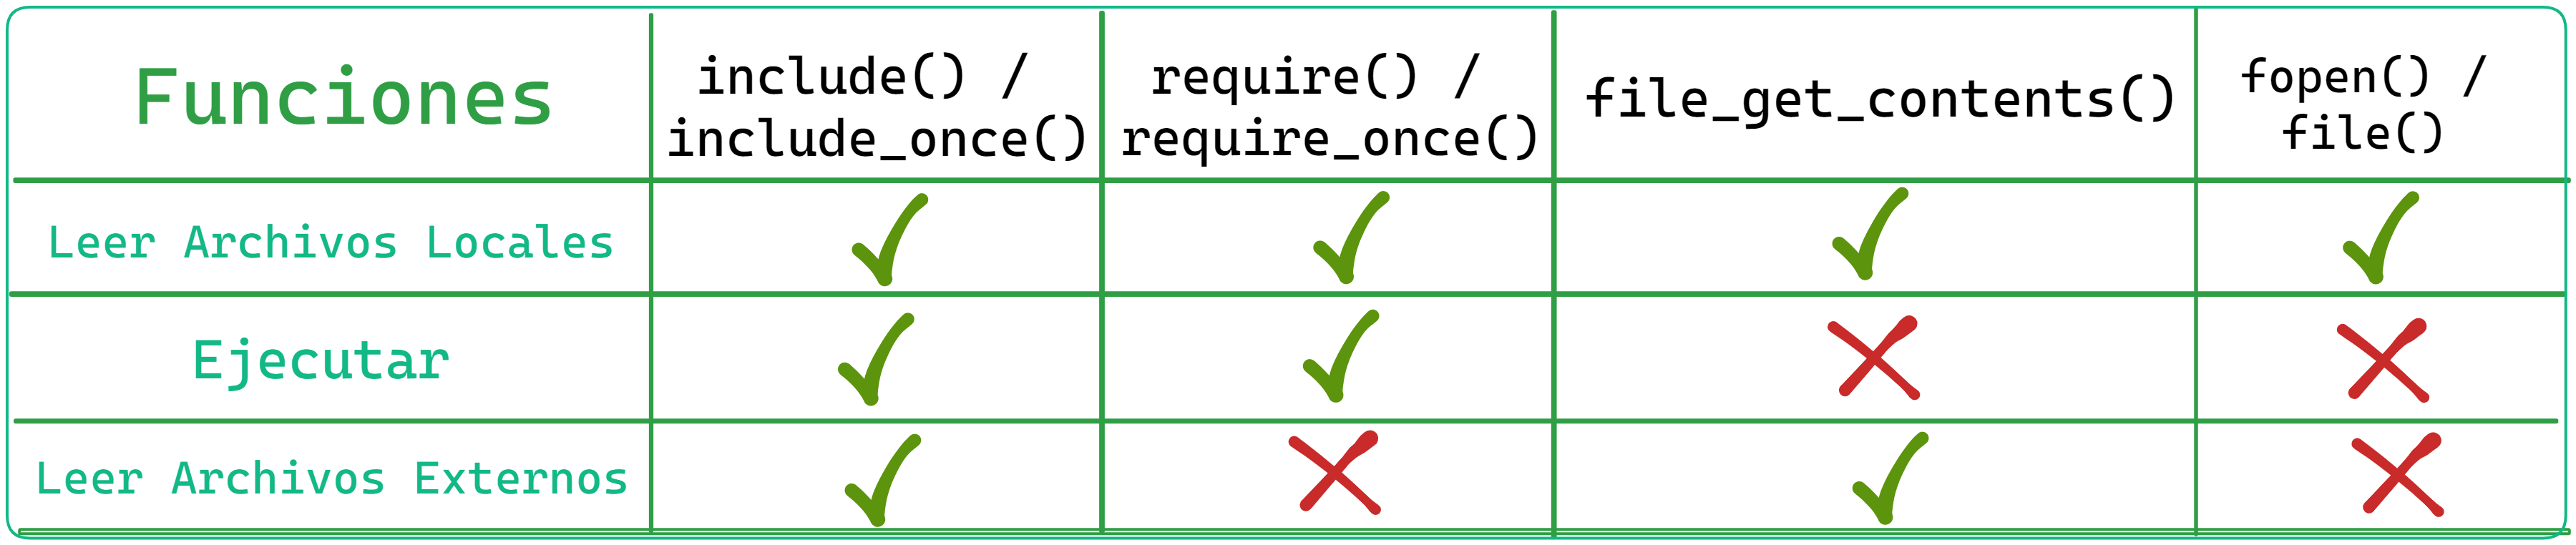 Funciones
include() /
include_once()
require() /
require_once()
file_get_contents()
fopen() /
file()
Leer Archivos Locales
Ejecutar
Leer Archivos Externos